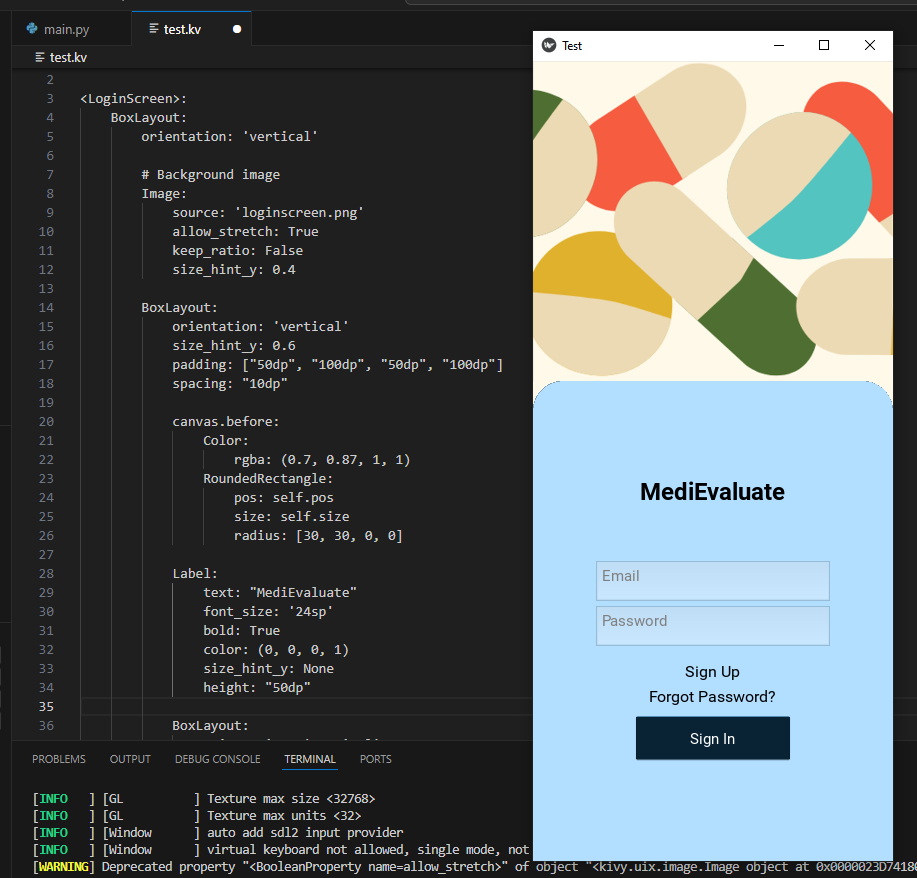 main.py
test.kv
test.kv
2
3 <LoginScreen>:
4 BoxLayout:
5 orientation: 'vertical'
6
7 # Background image
8 Image:
9 source: 'loginscreen.png'
10 allow_stretch: True
11 keep_ratio: False
12 size_hint_y: 0.4
13
14 BoxLayout:
15 orientation: 'vertical'
16 size_hint_y: 0.6
17 padding: ["50dp", "100dp", "50dp", "100dp"]
18 spacing: "10dp"
19
20 canvas.before:
21 Color:
22 rgba: (0.7, 0.87, 1, 1)
23 RoundedRectangle:
24 pos: self.pos
25 size: self.size
26 radius: [30, 30, 0, 0]
27
28 Label:
29 text: "MediEvaluate"
30 font_size: '24sp'
31 bold: True
32 color: (0, 0, 0, 1)
33 size_hint_y: None
34 height: "50dp"
35
36 BoxLayout:
PROBLEMS OUTPUT DEBUG CONSOLE TERMINAL PORTS
[INFO ] [GL ] Texture max size <32768>
[INFO ] [GL ] Texture max units <32>
[INFO ] [Window ] auto add sdl2 input provider
[INFO ] [Window ] virtual keyboard not allowed, single mode, not
[WARNING] Deprecated property "<BooleanProperty name=allow_stretch>" of object "<kivy.uix.image.Image object at
Test
MediEvaluate
Email
Password
Sign Up
Forgot Password?
Sign In